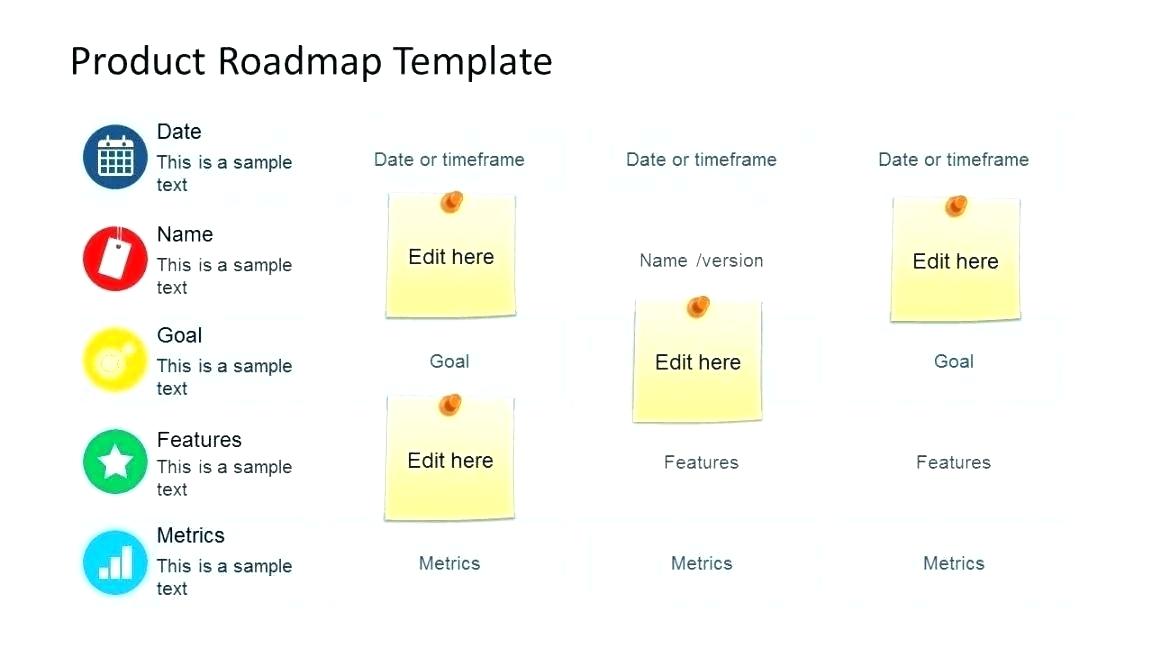 Product Roadmap Template
Date
This is a sample
text
Date or timeframe
Date or timeframe
Date or timeframe
Name
This is a sample
text
Edit here
Name /version
Edit here
Goal
This is a sample
text
Goal
Edit here
Goal
Features
This is a sample
text
Edit here
Features
Features
Metrics
This is a sample
text
Metrics
Metrics
Metrics